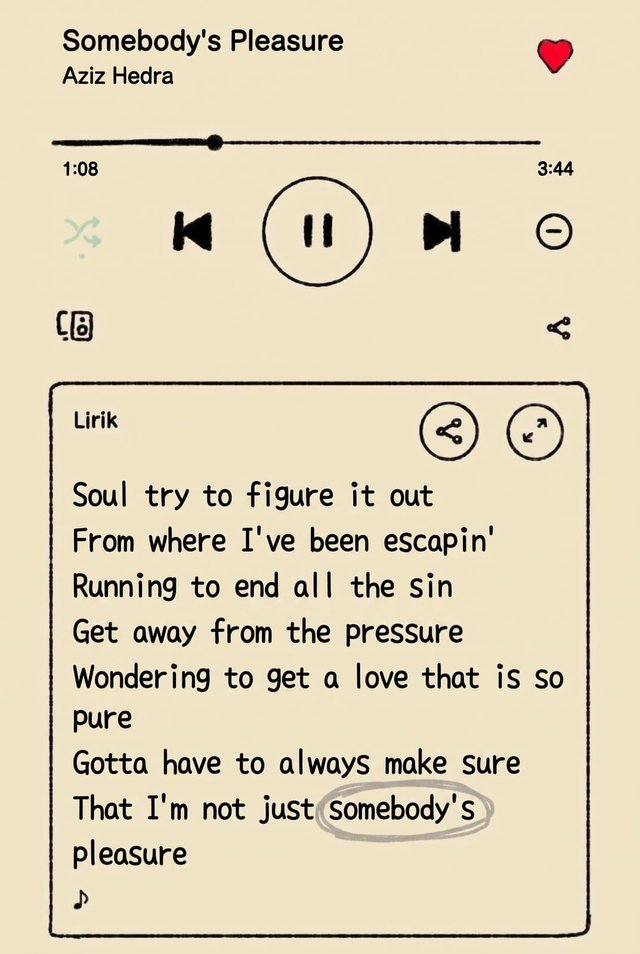 Somebody's Pleasure
Aziz Hedra
1:08
3:44
Lirik
Soul try to figure it out
From where I've been escapin'
Running to end all the sin
Get away from the pressure
Wondering to get a love that is so
pure
Gotta have to always make sure
That I'm not just somebody's
pleasure
♪